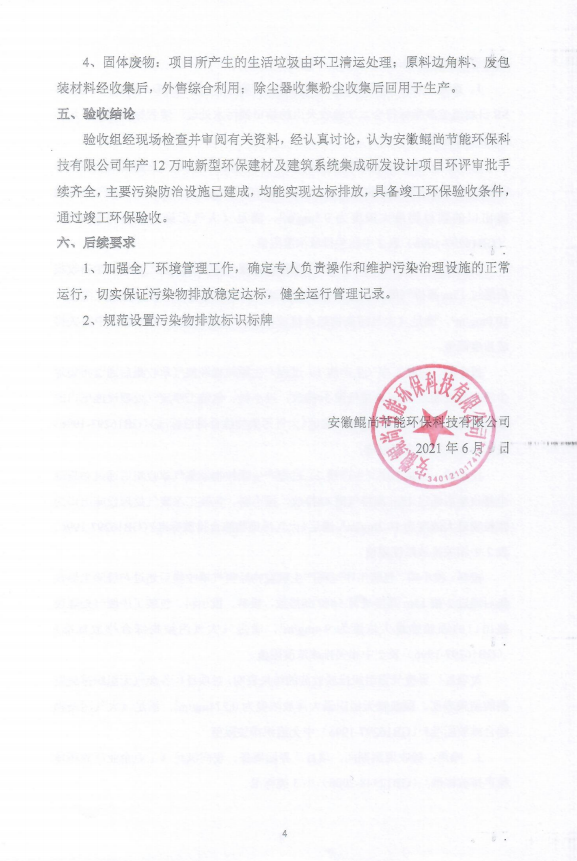 4、固体废物：项目所产生的生活垃圾由环卫清运处理；原料边角料、废包
装材料经收集后，外售综合利用；除尘器收集粉尘收集后回用于生产。
五、验收结论
验收组经现场检查并审阅有关资料，经认真讨论，认为安徽鲲尚节能环保科
技有限公司年产 12 万吨新型环保建材及建筑系统集成研发设计项目环评审批手
续齐全，主要污染防治设施已建成，均能实现达标排放，具备竣工环保验收条件，
通过竣工环保验收。
六、后续要求
1、加强全厂环境管理工作，确定专人负责操作和维护污染治理设施的正常
运行，切实保证污染物排放稳定达标，健全运行管理记录。
2、规范设置污染物排放标识标牌
安徽鲲尚节能环保科技有限公司
安徽鲲尚节能环保科技有限公司
2021 年 6 月 日
4